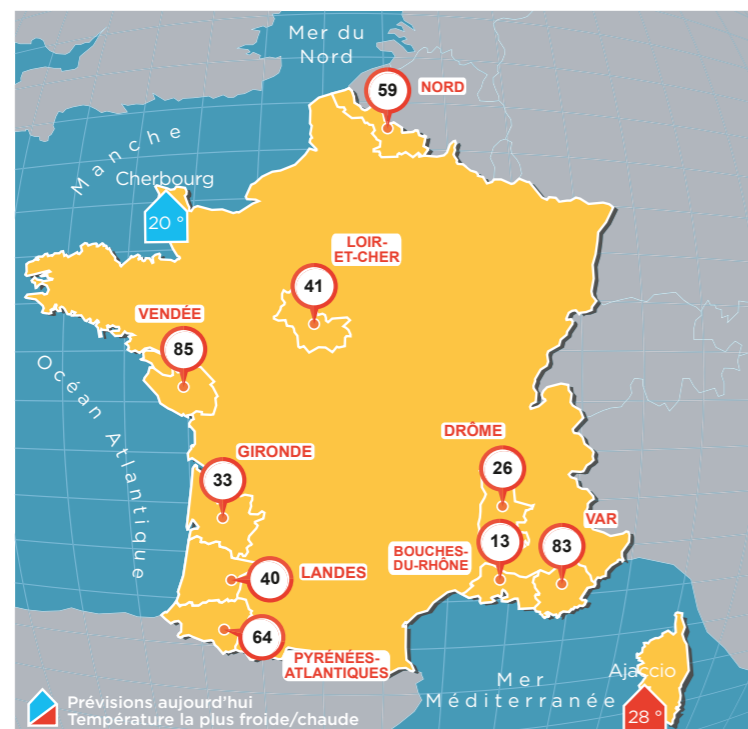 Mer du
Nord
59
NORD
Manche
Cherbourg
20 °
LOIR-
ET-CHER
41
VENDÉE
85
Océan Atlantique
GIRONDE
33
DRÔME
26
VAR
83
BOUCHES-
DU-RHÔNE
13
40
LANDES
64
PYRÉNÉES-
ATLANTIQUES
Mer
Méditerranée
Ajaccio
28 °
Prévisions aujourd'hui
Température la plus froide/chaude